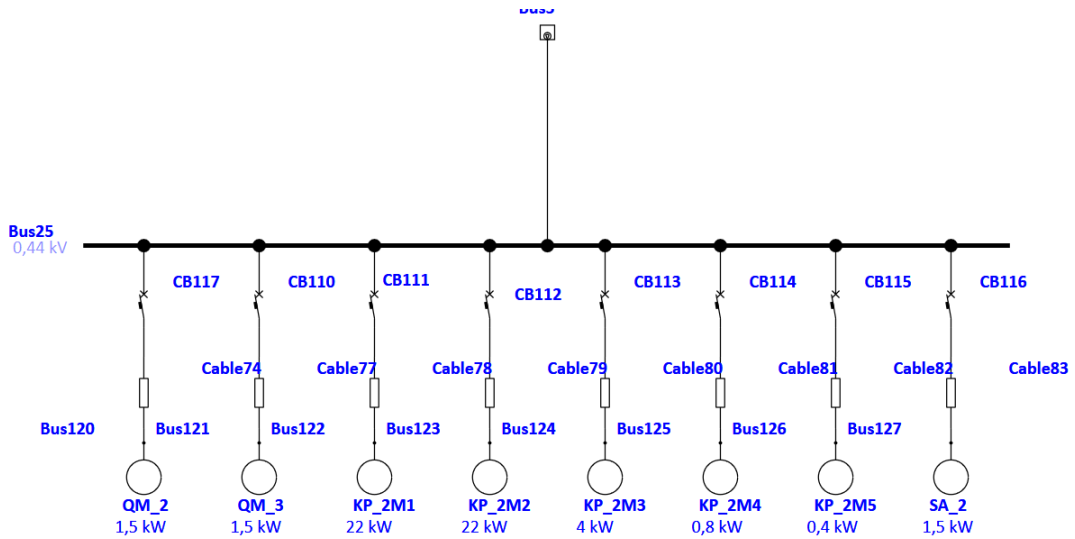 Bus5
Bus25
0,44 kV
CB117 CB110 CB111 CB112 CB113 CB114 CB115 CB116
Cable74 Cable77 Cable78 Cable79 Cable80 Cable81 Cable82 Cable83
Bus120 Bus121 Bus122 Bus123 Bus124 Bus125 Bus126 Bus127
QM_2 QM_3 KP_2M1 KP_2M2 KP_2M3 KP_2M4 KP_2M5 SA_2
1,5 kW 1,5 kW 22 kW 22 kW 4 kW 0,8 kW 0,4 kW 1,5 kW